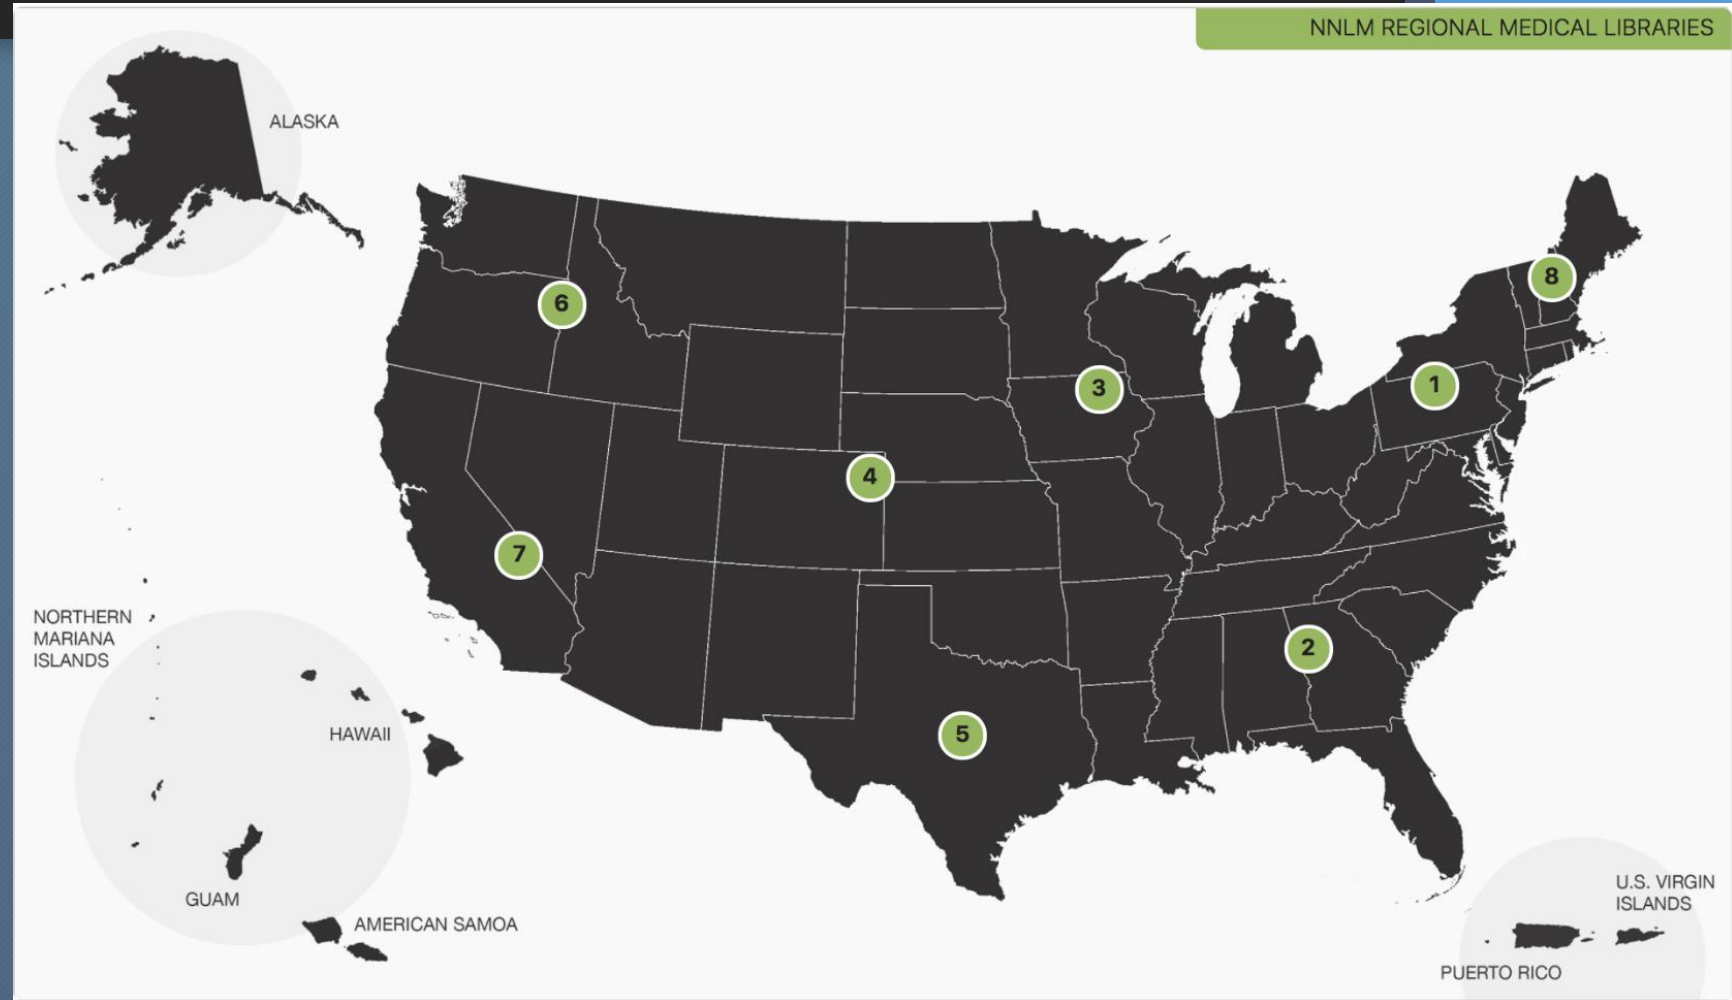 NNLM REGIONAL MEDICAL LIBRARIES
ALASKA
8
6
1
3
4
7
NORTHERN
MARIANA
ISLANDS
2
HAWAII
5
GUAM
AMERICAN SAMOA
U.S. VIRGIN
ISLANDS
PUERTO RICO